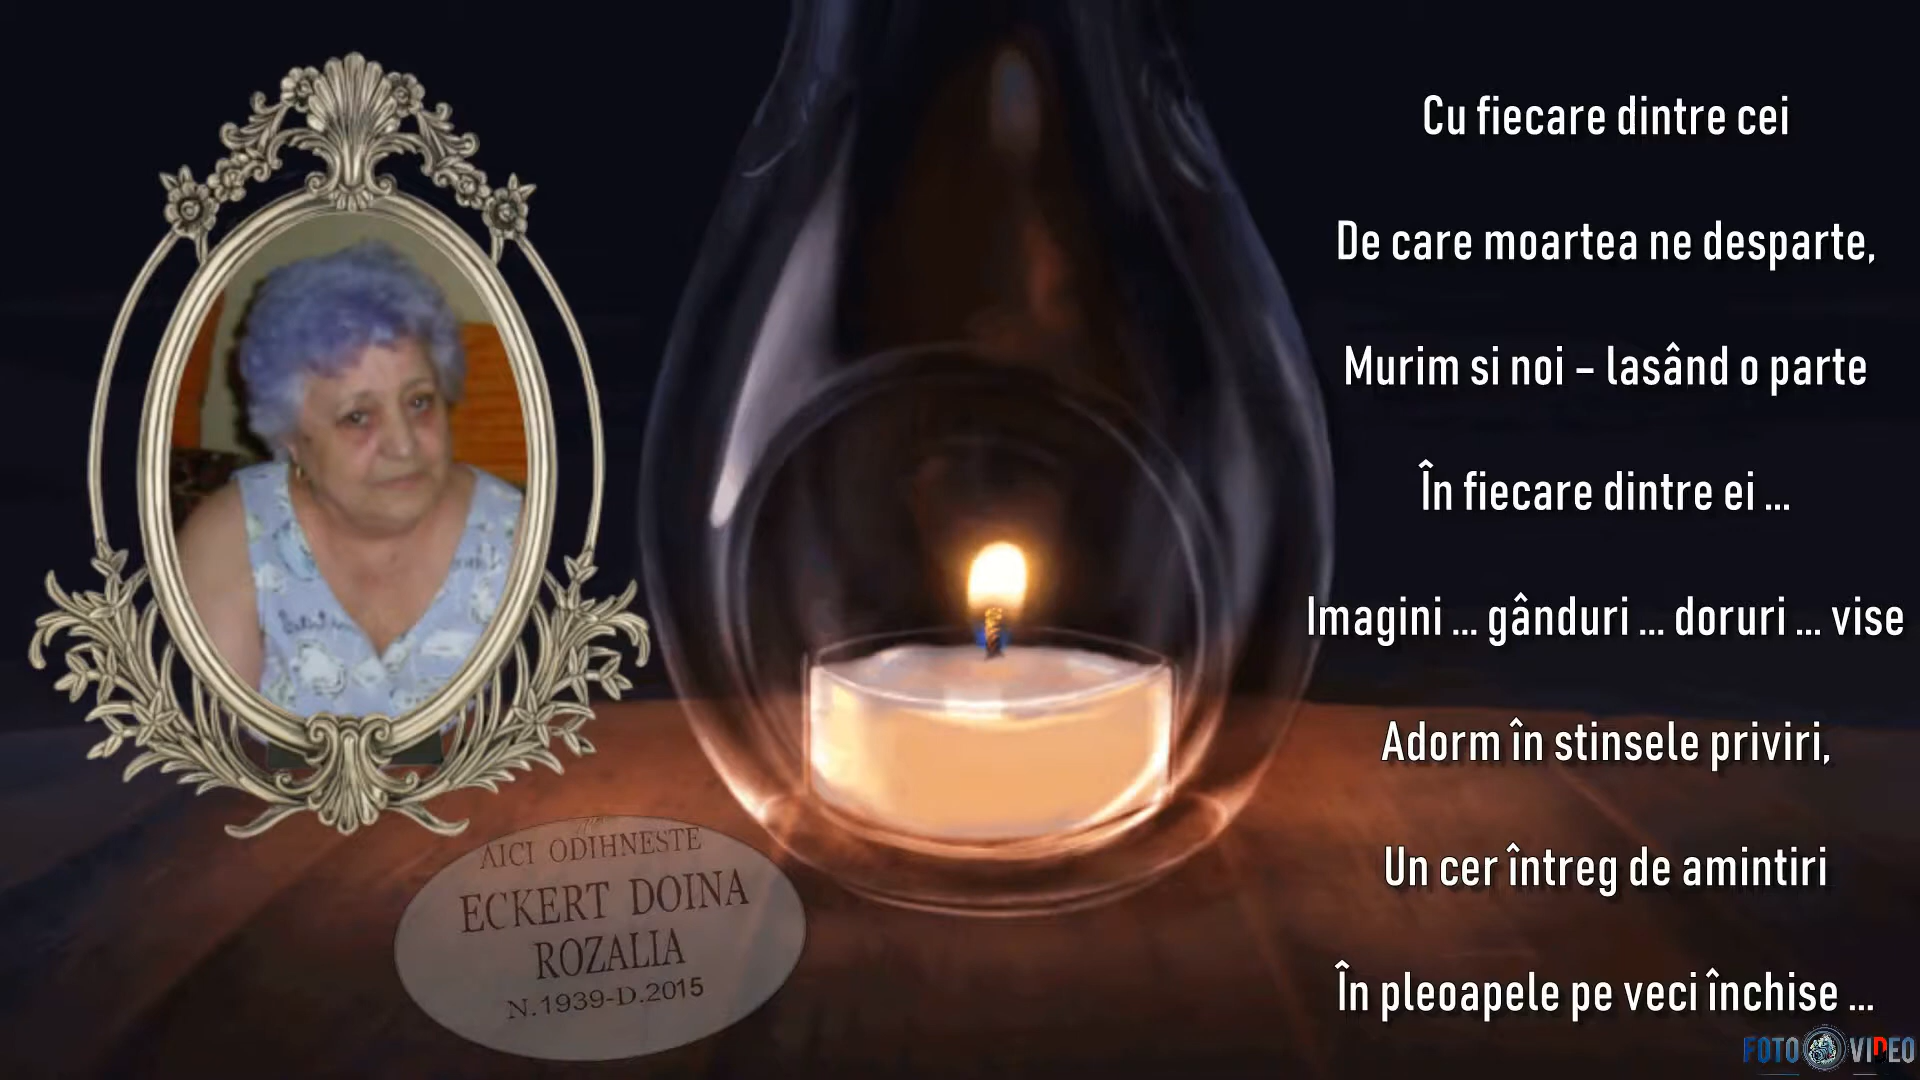 Cu fiecare dintre cei
De care moartea ne desparte,
Murim si noi – lasând o parte
În fiecare dintre ei ...
Imagini ... gânduri ... doruri ... vise
Adorm în stinsele priviri,
Un cer întreg de amintiri
În pleoapele pe veci închise ...
AICI ODIHNESTE
ECKERT DOINA
ROZALIA
N.1939-D.2015
FOTO VIDEO